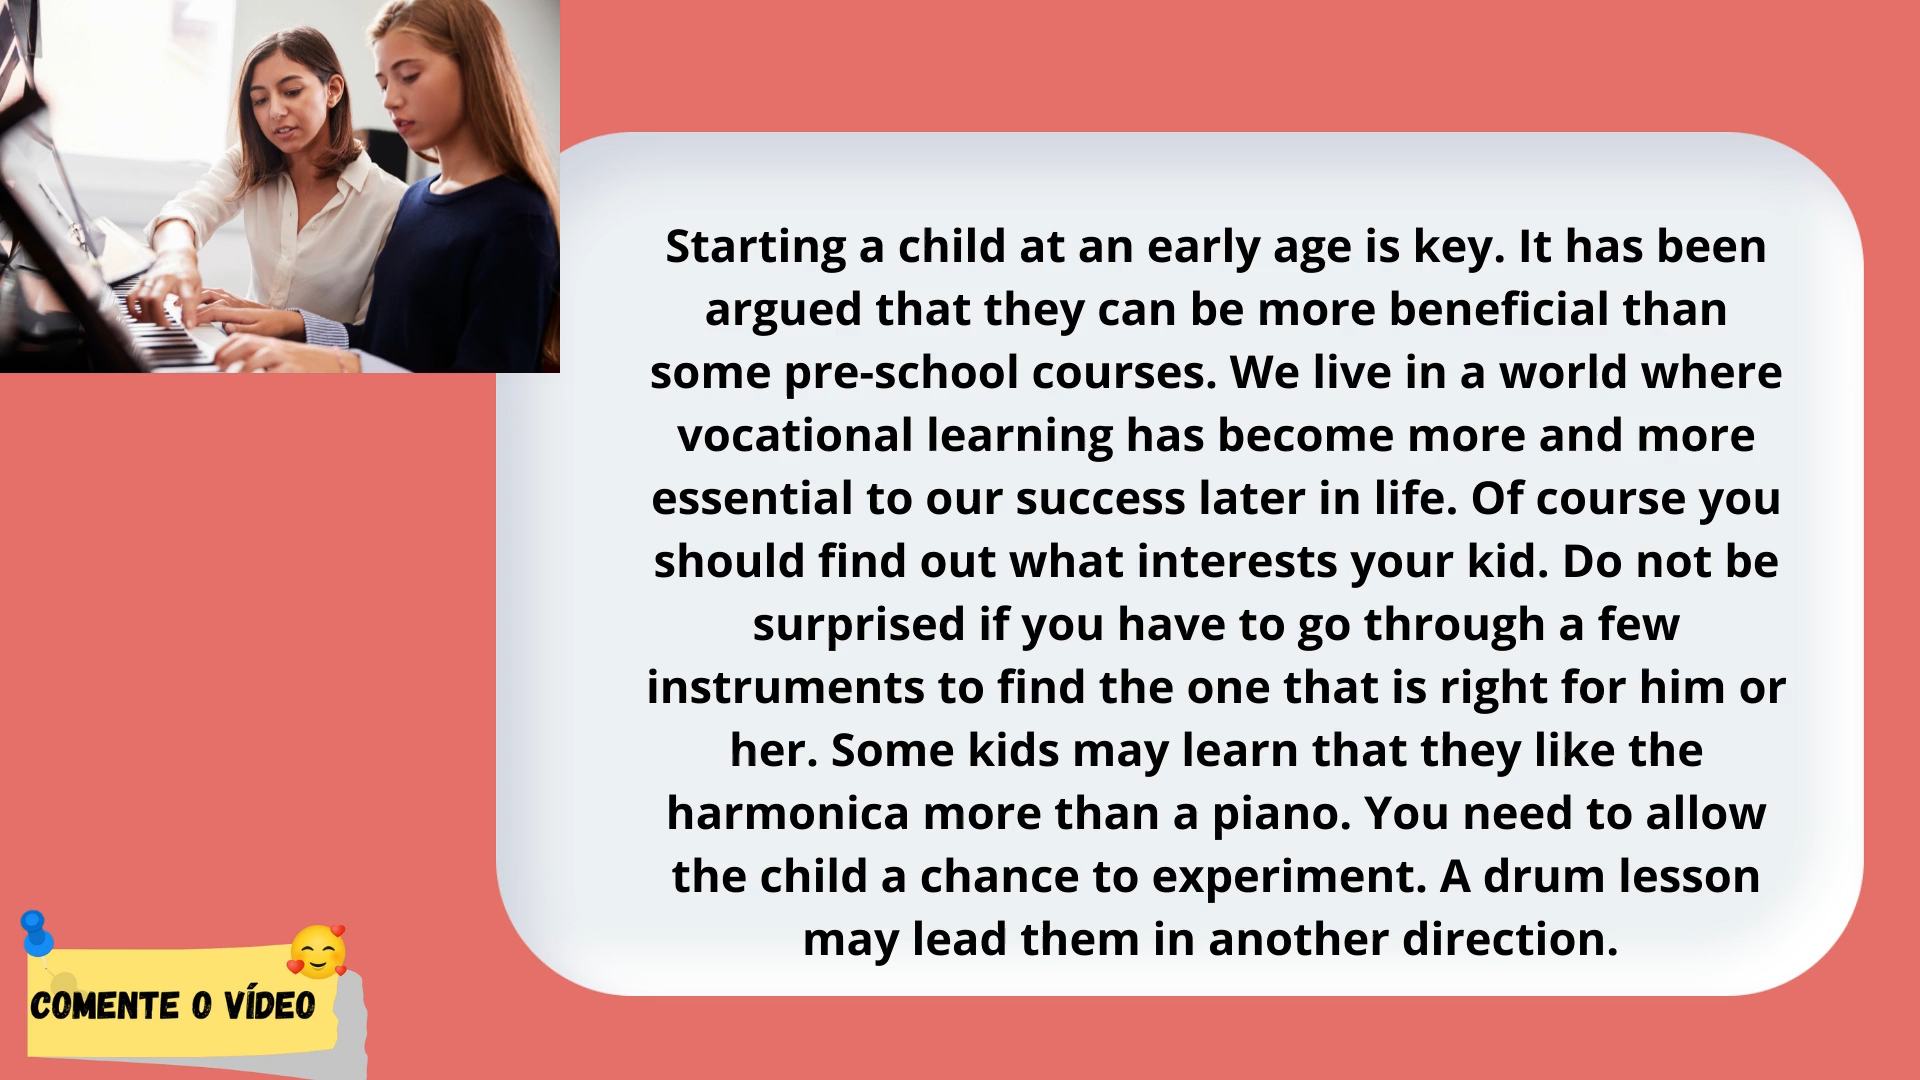 Starting a child at an early age is key. It has been
argued that they can be more beneficial than
some pre-school courses. We live in a world where
vocational learning has become more and more
essential to our success later in life. Of course you
should find out what interests your kid. Do not be
surprised if you have to go through a few
instruments to find the one that is right for him or
her. Some kids may learn that they like the
harmonica more than a piano. You need to allow
the child a chance to experiment. A drum lesson
may lead them in another direction.
COMENTE O VÍDEO